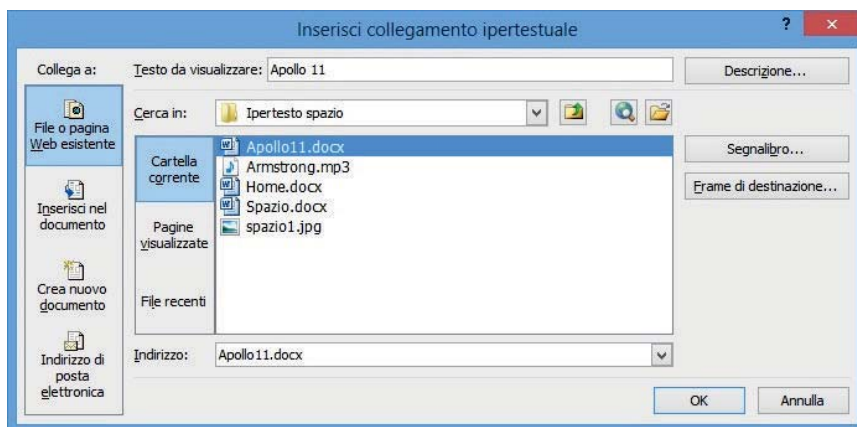 Inserisci collegamento ipertestuale
?
×
Collega a:
Testo da visualizzare: Apollo 11
Descrizione...
File o pagina
Web esistente
Cerca in: Ipertesto spazio
Cartella
corrente
Apollo11.docx
Armstrong.mp3
Home.docx
Spazio.docx
spazio1.jpg
Segnalibro...
Frame di destinazione...
Inserisci nel
documento
Pagine
visualizzate
Crea nuovo
documento
File recenti
Indirizzo di
posta
elettronica
Indirizzo: Apollo11.docx
OK
Annulla